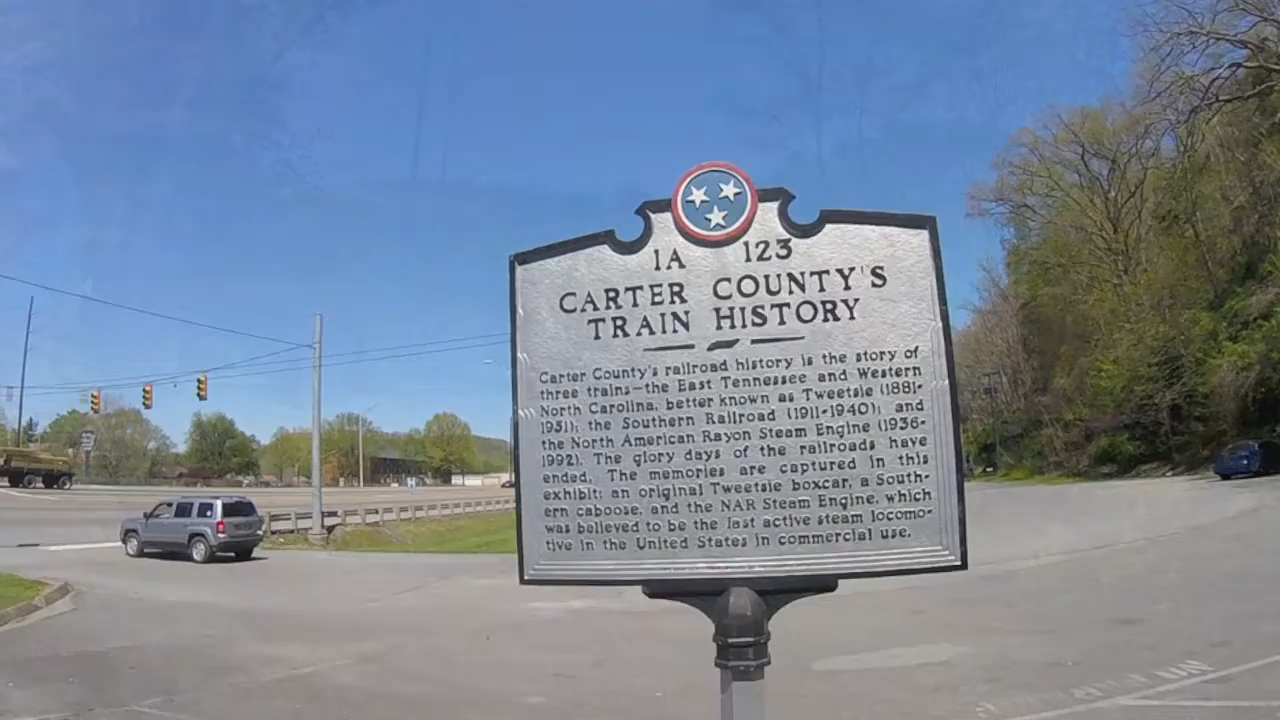 1A 123
CARTER COUNTY'S
TRAIN HISTORY
Carter County's railroad history is the story of
three trains—the East Tennessee and Western
North Carolina, better known as Tweetsie (1881-
1951); the Southern Railroad (1911-1940); and
the North American Rayon Steam Engine (1936-
1992). The glory days of the railroads have
ended. The memories are captured in this
exhibit: an original Tweetsie boxcar, a South-
ern caboose, and the NAR Steam Engine, which
was believed to be the last active steam locomo-
tive in the United States in commercial use.